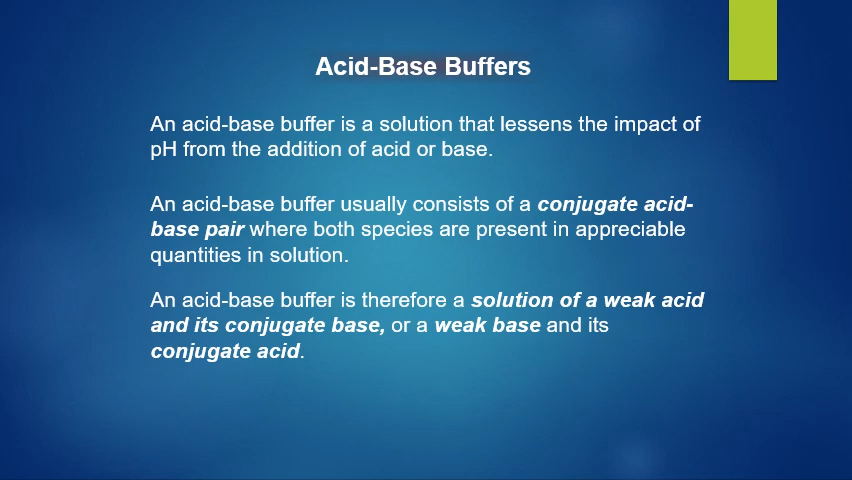 Acid-Base Buffers
An acid-base buffer is a solution that lessens the impact of
pH from the addition of acid or base.
An acid-base buffer usually consists of a conjugate acid-
base pair where both species are present in appreciable
quantities in solution.
An acid-base buffer is therefore a solution of a weak acid
and its conjugate base, or a weak base and its
conjugate acid.